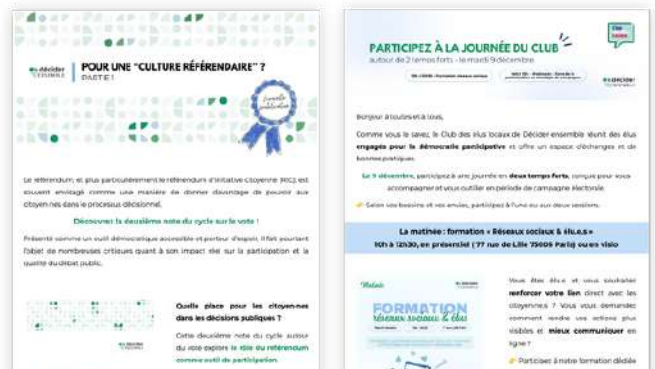 décider
ENSEMBLE
POUR UNE "CULTURE RÉFÉRENDAIRE" ?
PARTIE 1
Nouvelle
publication
Le référendum, et plus particulièrement le référendum d'initiative citoyenne (RIC), est
souvent envisagé comme une manière de donner davantage de pouvoir aux
citoyen·nes dans le processus décisionnel.
Découvrez la deuxième note du cycle sur le vote !
Présenté comme un outil démocratique accessible et porteur d'espoir, il fait pourtant
l'objet de nombreuses critiques quant à son impact réel sur la participation et la
qualité du débat public.
Quelle place pour les citoyen·nes
dans les décisions publiques ?
Cette deuxième note du cycle autour
du vote explore le rôle du référendum
comme outil de participation.
PARTICIPEZ À LA JOURNÉE DU CLUB
autour de 2 temps forts - le mardi 9 décembre
décider
ENSEMBLE
Bonjour à toutes et à tous,
Comme vous le savez, le Club des élus locaux de Décider ensemble réunit des élus
engagés pour la démocratie participative et offre un espace d'échanges et de
bonnes pratiques.
Le 9 décembre, participez à une journée en deux temps forts, conçue pour vous
accompagner et vous outiller en période de campagne électorale.
👉 Selon vos besoins et vos envies, participez à l'une ou aux deux sessions.
La matinée : formation « Réseaux sociaux & élu.e.s »
10h à 12h30, en présentiel (77 rue de Lille 75006 Paris) ou en visio
FORMATION
réseaux sociaux & élus
Vous êtes élu·e et vous souhaitez
renforcer votre lien direct avec les
citoyen·nes ? Vous vous demandez
comment rendre vos actions plus
visibles et mieux communiquer en
ligne ?
👉 Participez à notre formation dédiée